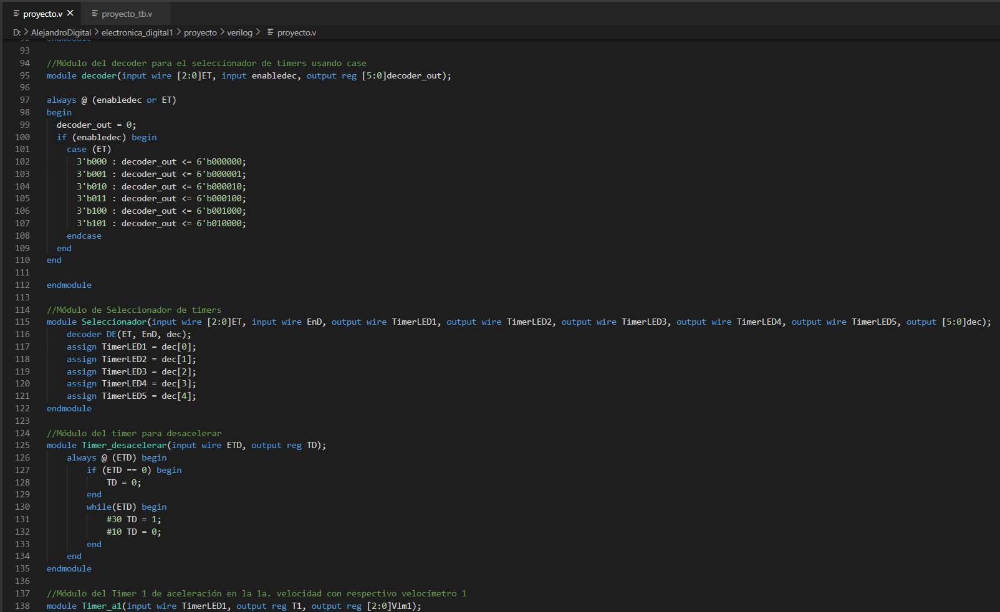 proyecto.v
proyecto_tb.v
D: > AlejandroDigital > electronica_digital1 > proyecto > verilog > proyecto.v
92 endmodule
93
94 //Módulo del decoder para el seleccionador de timers usando case
95 module decoder(input wire [2:0]ET, input enabledec, output reg [5:0]decoder_out);
96
97 always @ (enabledec or ET)
98 begin
99   decoder_out = 0;
100   if (enabledec) begin
101     case (ET)
102       3'b000 : decoder_out <= 6'b000000;
103       3'b001 : decoder_out <= 6'b000001;
104       3'b010 : decoder_out <= 6'b000010;
105       3'b011 : decoder_out <= 6'b000100;
106       3'b100 : decoder_out <= 6'b001000;
107       3'b101 : decoder_out <= 6'b010000;
108     endcase
109   end
110 end
111
112 endmodule
113
114 //Módulo de Seleccionador de timers
115 module Seleccionador(input wire [2:0]ET, input wire EnD, output wire TimerLED1, output wire TimerLED2, output wire TimerLED3, output wire TimerLED4, output wire TimerLED5, output [5:0]dec);
116     decoder DE(ET, EnD, dec);
117     assign TimerLED1 = dec[0];
118     assign TimerLED2 = dec[1];
119     assign TimerLED3 = dec[2];
120     assign TimerLED4 = dec[3];
121     assign TimerLED5 = dec[4];
122 endmodule
123
124 //Módulo del timer para desacelerar
125 module Timer_desacelerar(input wire ETD, output reg TD);
126     always @ (ETD) begin
127         if (ETD == 0) begin
128             TD = 0;
129         end
130         while(ETD) begin
131             #30 TD = 1;
132             #10 TD = 0;
133         end
134     end
135 endmodule
136
137 //Módulo del Timer 1 de aceleración en la 1a. velocidad con respectivo velocímetro 1
138 module Timer_a1(input wire TimerLED1, output reg T1, output reg [2:0]Vlm1);